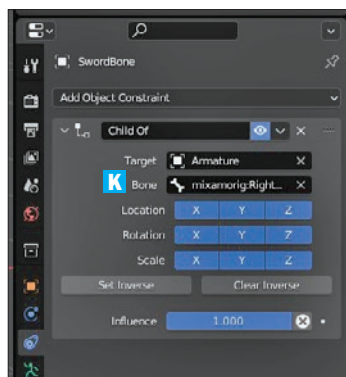 SwordBone
Add Object Constraint
Child Of
Target Armature
K Bone mixamorig:Right...
Location X Y Z
Rotation X Y Z
Scale X Y Z
Set Inverse Clear Inverse
Influence 1.000